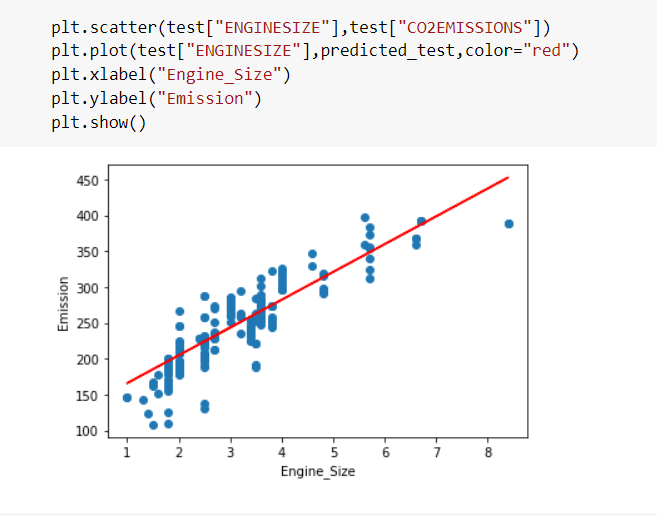 plt.scatter(test["ENGINESIZE"],test["CO2EMISSIONS"])
plt.plot(test["ENGINESIZE"],predicted_test,color="red")
plt.xlabel("Engine_Size")
plt.ylabel("Emission")
plt.show()
450
400
350
300
250
200
150
100
Emission
1 2 3 4 5 6 7 8
Engine_Size